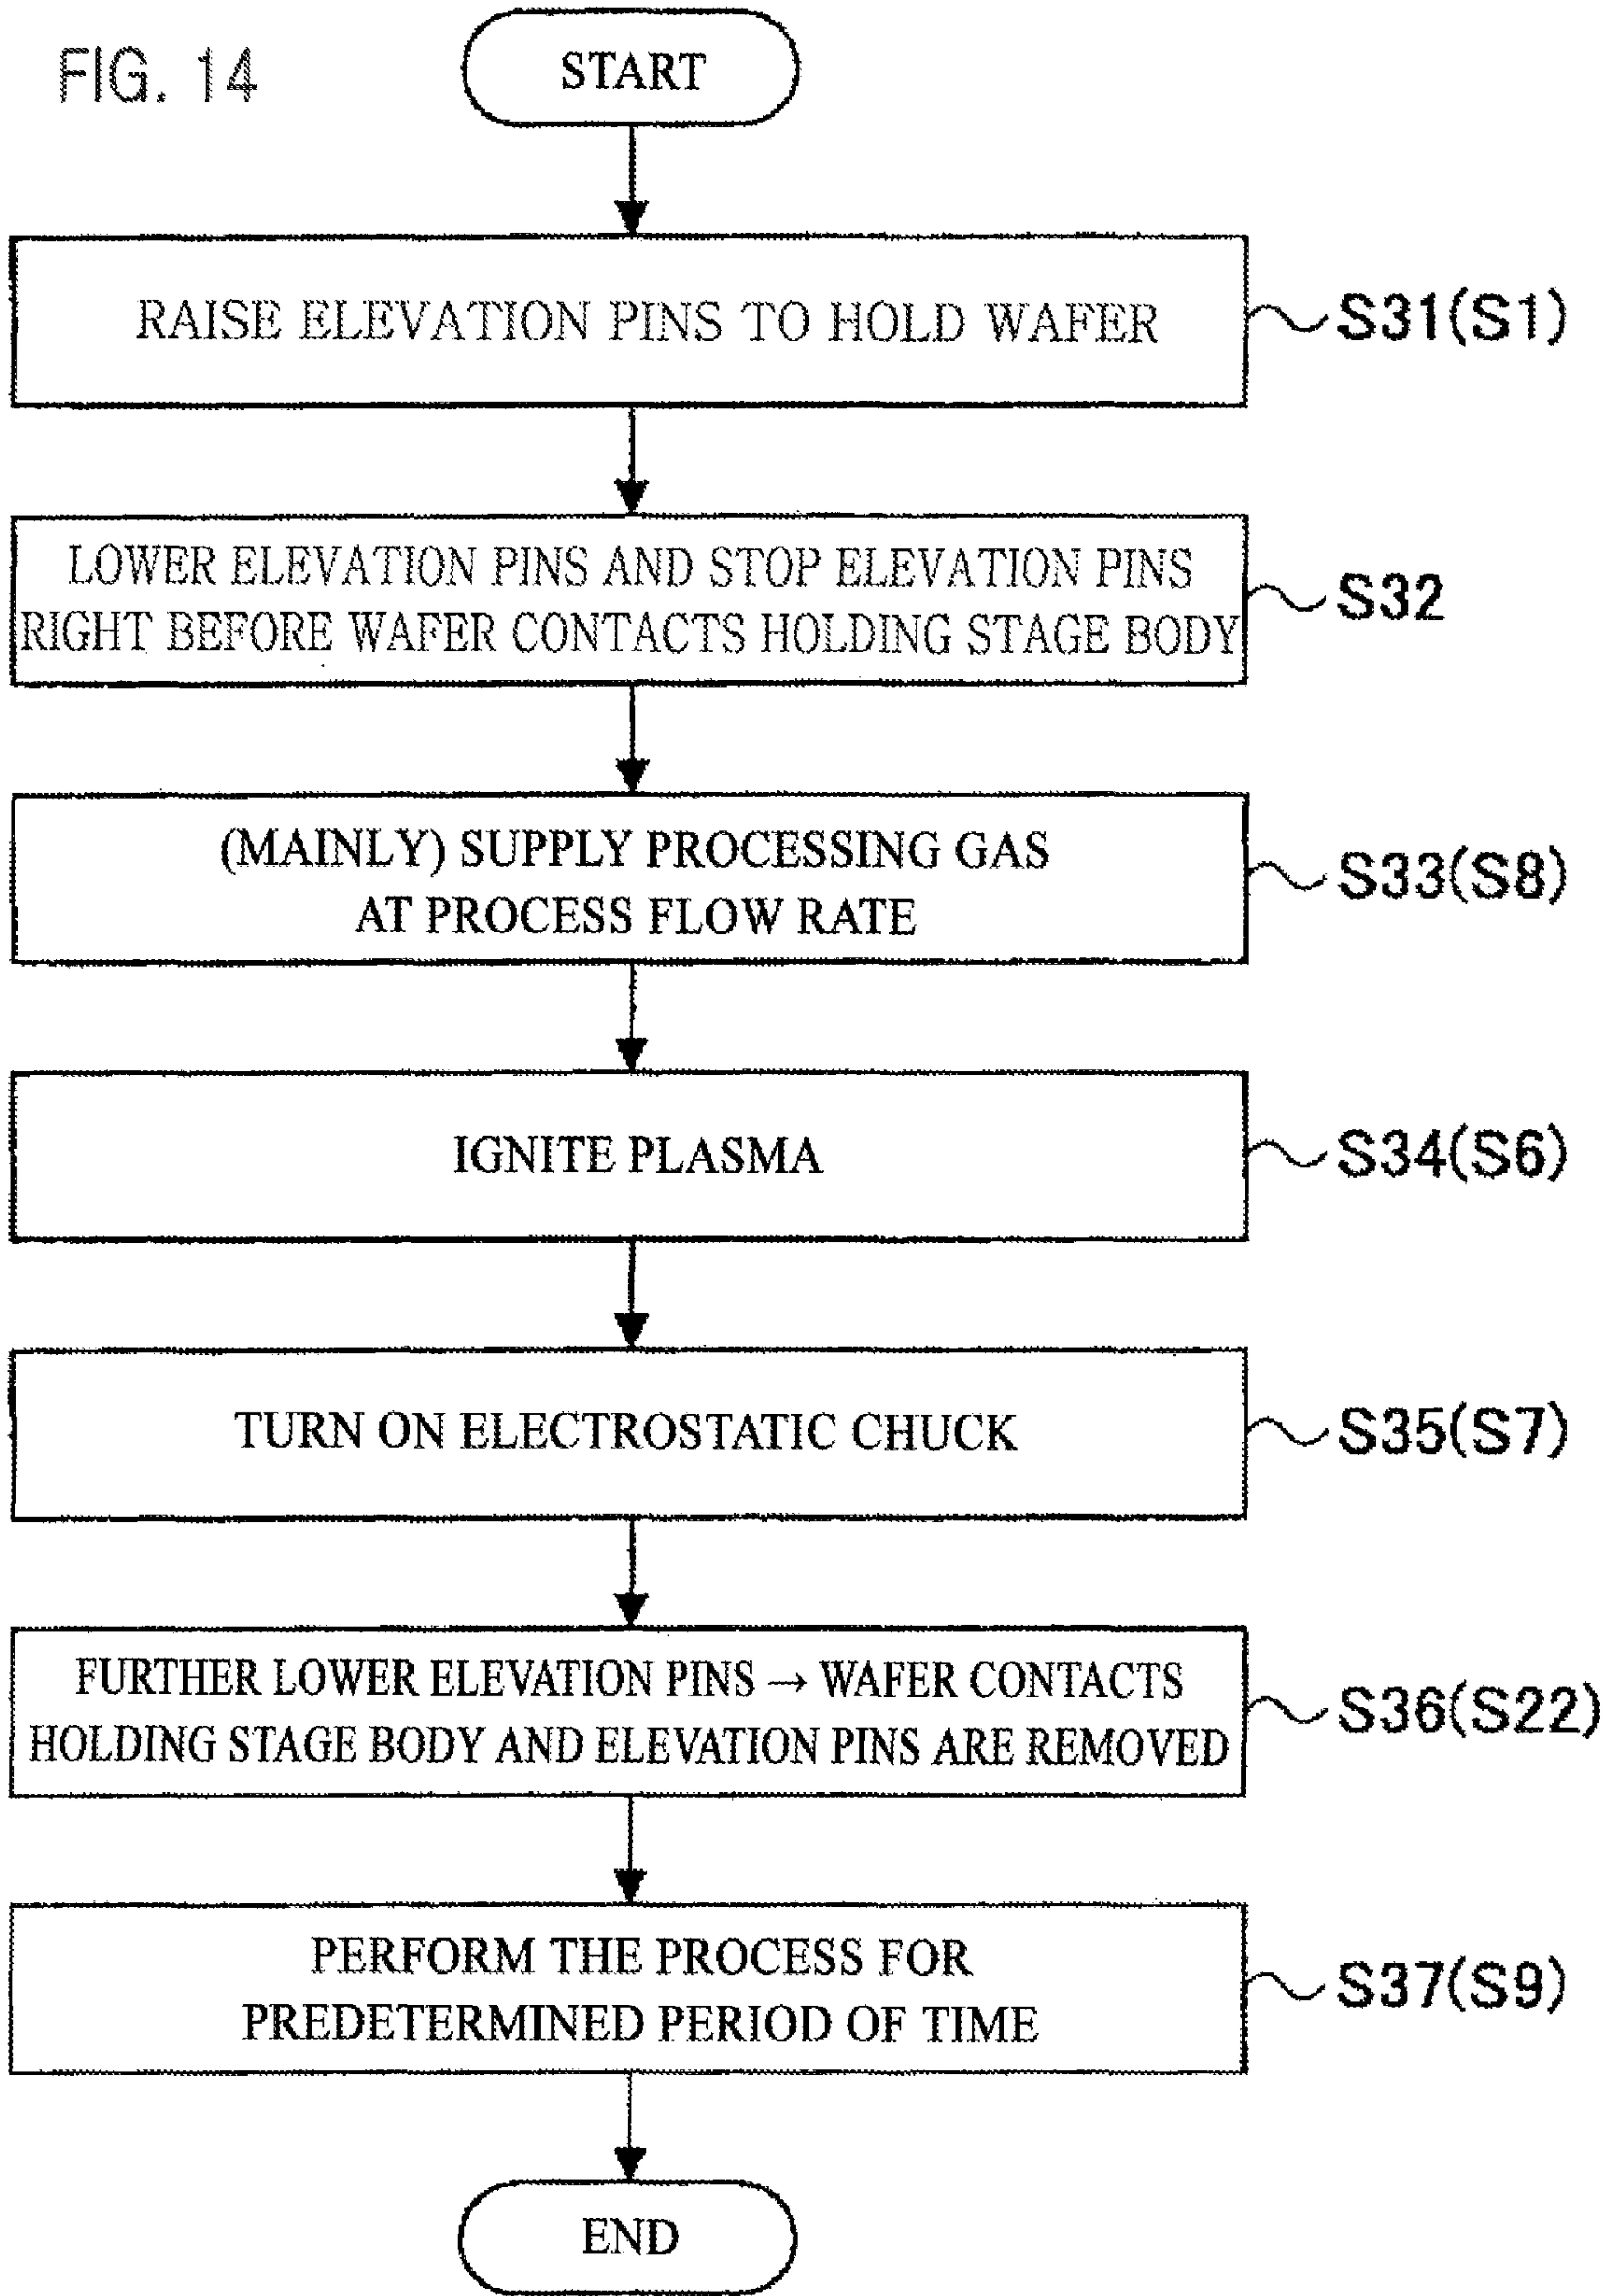 FIG. 14
START
RAISE ELEVATION PINS TO HOLD WAFER
S31(S1)
LOWER ELEVATION PINS AND STOP ELEVATION PINS
RIGHT BEFORE WAFER CONTACTS HOLDING STAGE BODY
S32
(MAINLY) SUPPLY PROCESSING GAS
AT PROCESS FLOW RATE
S33(S8)
IGNITE PLASMA
S34(S6)
TURN ON ELECTROSTATIC CHUCK
S35(S7)
FURTHER LOWER ELEVATION PINS → WAFER CONTACTS
HOLDING STAGE BODY AND ELEVATION PINS ARE REMOVED
S36(S22)
PERFORM THE PROCESS FOR
PREDETERMINED PERIOD OF TIME
S37(S9)
END